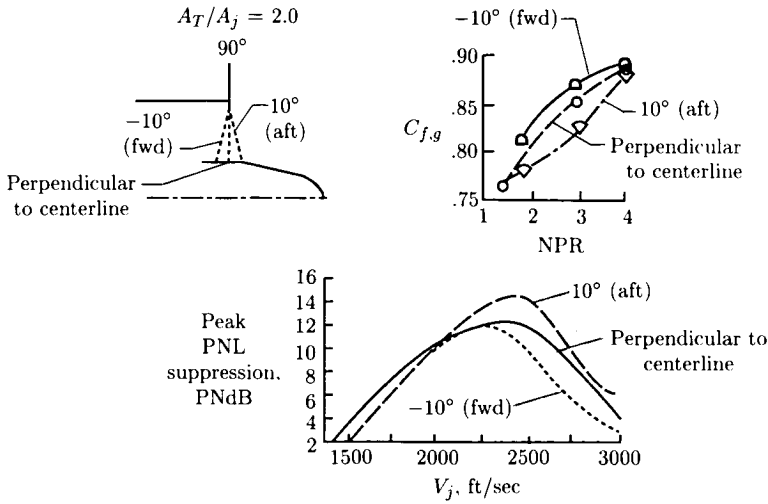 A_T/A_j = 2.0
90°
−10°
(fwd)
10°
(aft)
Perpendicular
to centerline
−10° (fwd)
.90
.85
.80
.75
C_f,g
10° (aft)
Perpendicular
to centerline
1 2 3 4
NPR
16
14
12
10
8
6
4
2
Peak
PNL
suppression,
PNdB
10° (aft)
Perpendicular to
centerline
−10° (fwd)
1500 2000 2500 3000
V_j, ft/sec